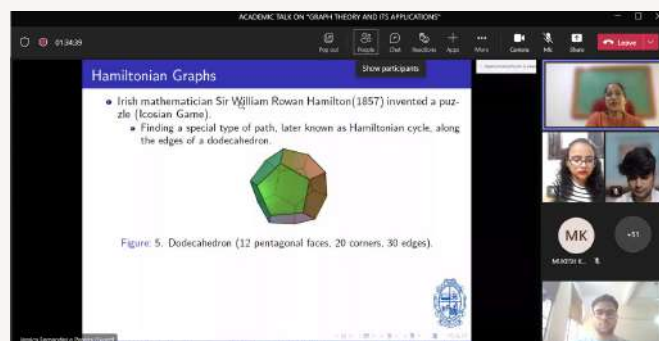 ACADEMIC TALK ON "GRAPH THEORY AND ITS APPLICATIONS"
01:34:39
Pop out
People
Chat
Reactions
Apps
More
Camera
Mic
Share
Leave
Show participants
Hamiltonian Graphs
Irish mathematician Sir William Rowan Hamilton(1857) invented a puz-
zle (Icosian Game).
Finding a special type of path, later known as Hamiltonian cycle, along
the edges of a dodecahedron.
Figure: 5. Dodecahedron (12 pentagonal faces, 20 corners, 30 edges).
MK
+51